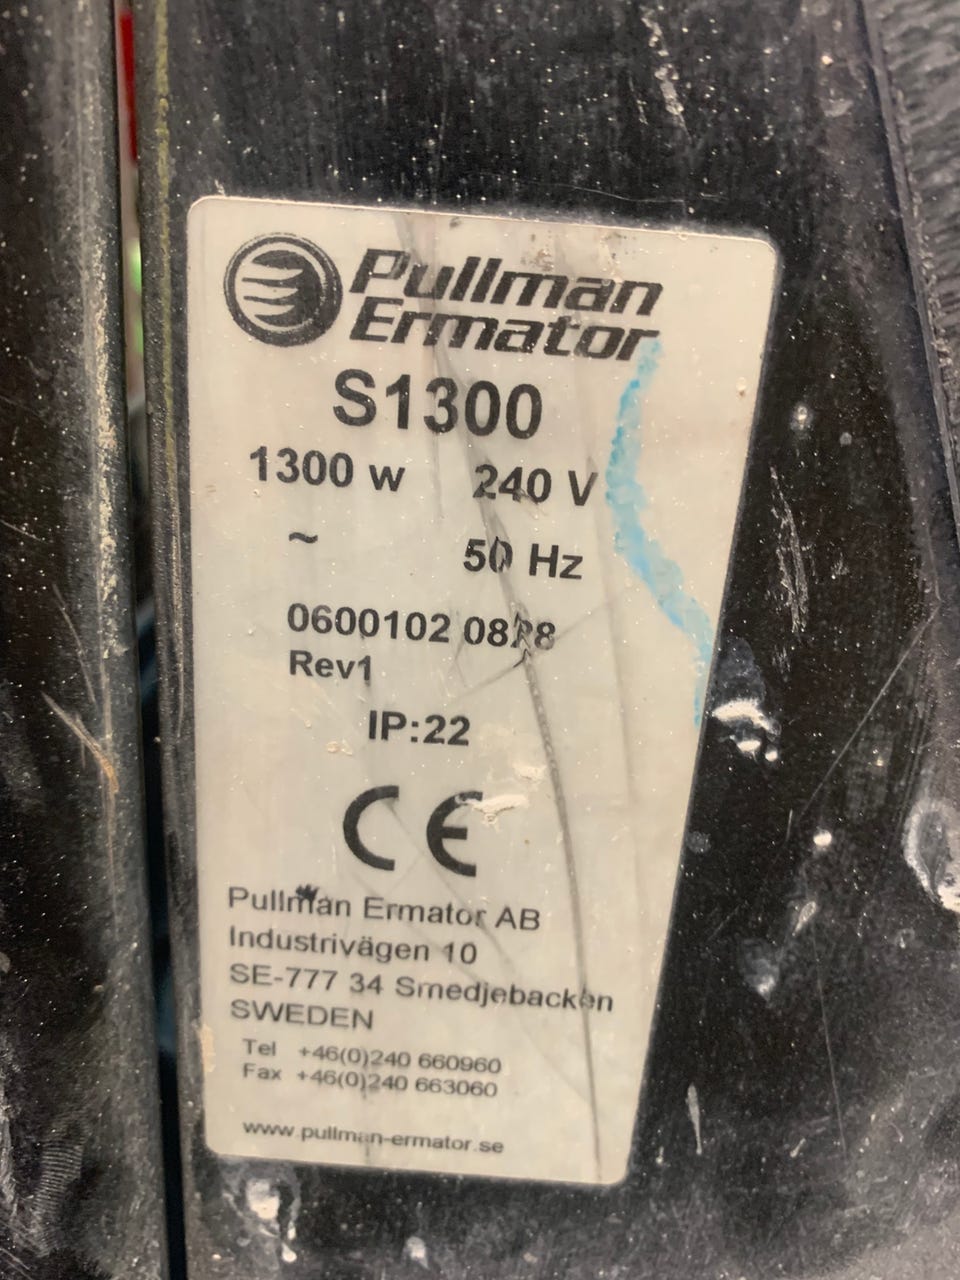 Pullman
Ermator
S1300
1300 w 240 V
~ 50 Hz
0600102
Rev1
IP:22
CE
Pullman Ermator AB
Industrivägen 10
SE-777 34 Smedjebacken
SWEDEN
Tel +46(0)240 660960
Fax +46(0)240 663060
www.pullman-ermator.se